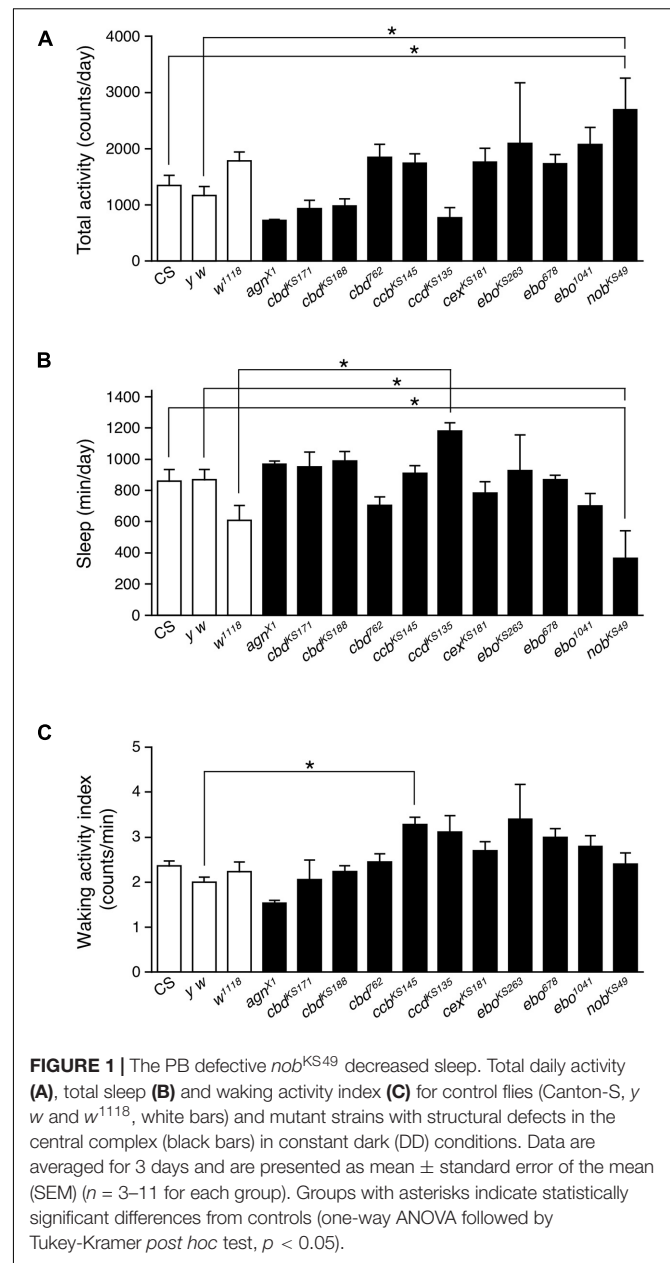 A
Total activity (counts/day)
4000
3000
2000
1000
0
*
*
CS
y w
w1118
agnX1
cbdKS171
cbdKS188
cbd762
ccbKS145
ccdKS135
cexKS181
eboKS263
ebo678
ebo1041
nobKS49
B
Sleep (min/day)
1400
1200
1000
800
600
400
200
0
*
*
*
CS
y w
w1118
agnX1
cbdKS171
cbdKS188
cbd762
ccbKS145
ccdKS135
cexKS181
eboKS263
ebo678
ebo1041
nobKS49
C
Waking activity index
(counts/min)
5
4
3
2
1
0
*
CS
y w
w1118
agnX1
cbdKS171
cbdKS188
cbd762
ccbKS145
ccdKS135
cexKS181
eboKS263
ebo678
ebo1041
nobKS49
FIGURE 1 | The PB defective nobKS49 decreased sleep. Total daily activity
(A), total sleep (B) and waking activity index (C) for control flies (Canton-S, y
w and w1118, white bars) and mutant strains with structural defects in the
central complex (black bars) in constant dark (DD) conditions. Data are
averaged for 3 days and are presented as mean ± standard error of the mean
(SEM) (n = 3–11 for each group). Groups with asterisks indicate statistically
significant differences from controls (one-way ANOVA followed by
Tukey-Kramer post hoc test, p < 0.05).